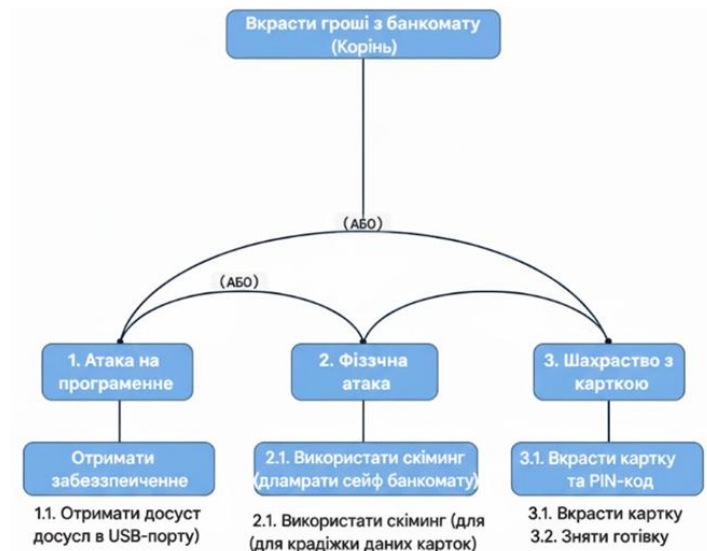 Вкрасти гроші з банкомату
(Корінь)
(АБО)
(АБО)
1. Атака на
програменне
2. Фіззчна
атака
3. Шахраство з
карткою
Отримати
забеззпеиченне
2.1. Використати скімінг
(дламрати сейф банкомату)
3.1. Вкрасти картку
та PIN-код
1.1. Отримати досуст
досусл в USB-порту)
2.1. Використати скімінг (для
(для крадіжки даних карток)
3.1. Вкрасти картку
3.2. Зняти готівку